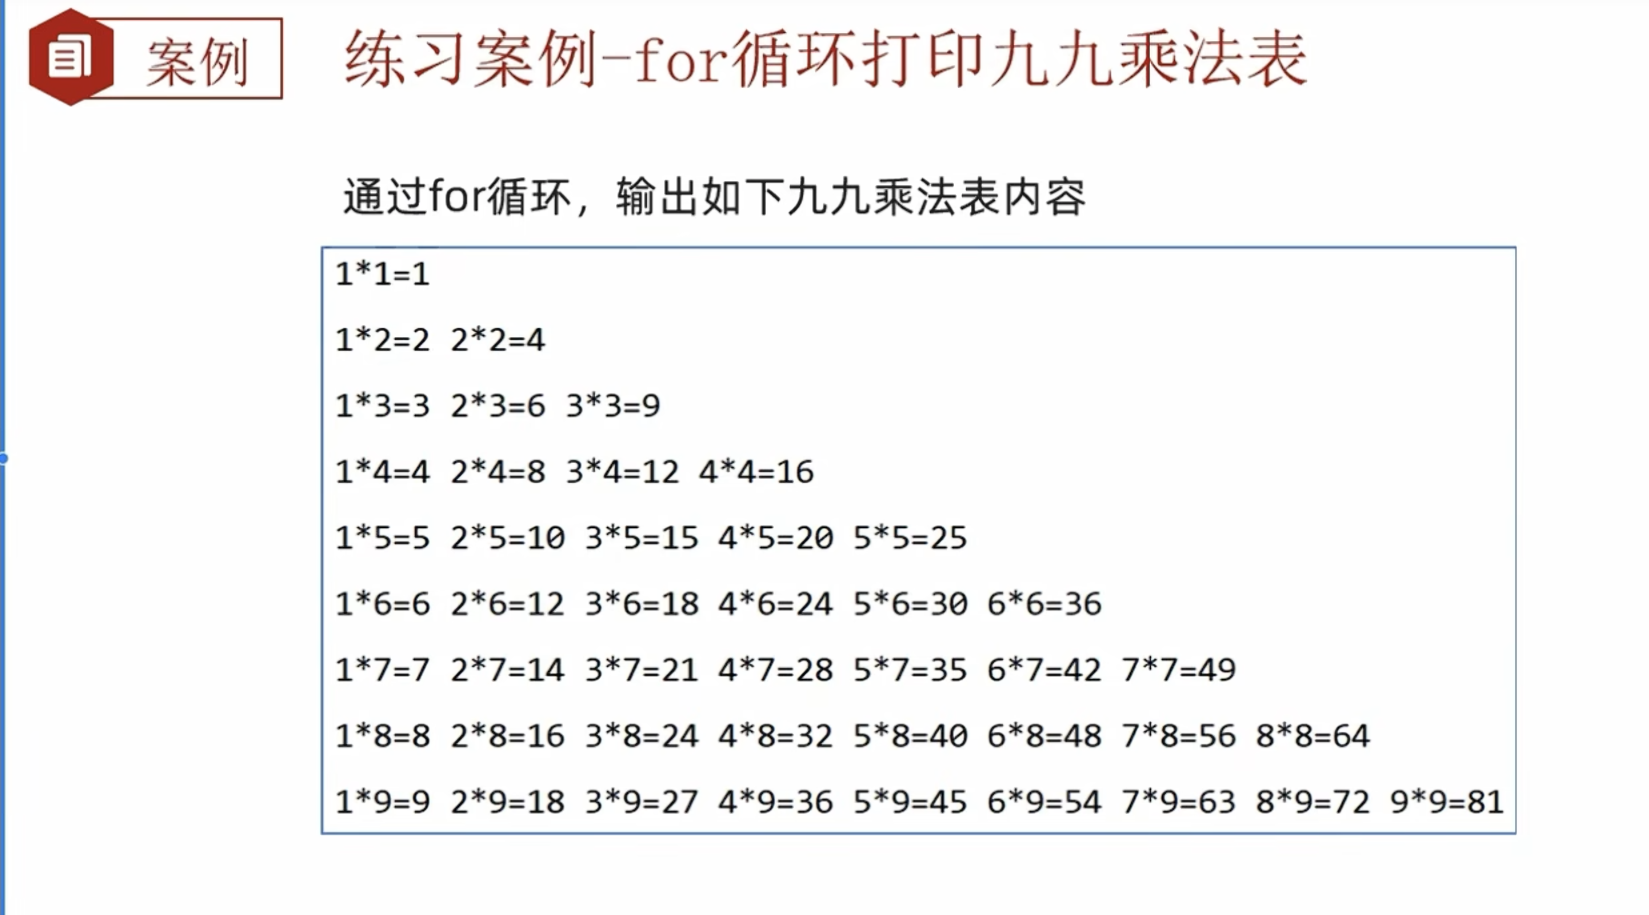 案例
练习案例-for循环打印九九乘法表
通过for循环，输出如下九九乘法表内容
1*1=1
1*2=2 2*2=4
1*3=3 2*3=6 3*3=9
1*4=4 2*4=8 3*4=12 4*4=16
1*5=5 2*5=10 3*5=15 4*5=20 5*5=25
1*6=6 2*6=12 3*6=18 4*6=24 5*6=30 6*6=36
1*7=7 2*7=14 3*7=21 4*7=28 5*7=35 6*7=42 7*7=49
1*8=8 2*8=16 3*8=24 4*8=32 5*8=40 6*8=48 7*8=56 8*8=64
1*9=9 2*9=18 3*9=27 4*9=36 5*9=45 6*9=54 7*9=63 8*9=72 9*9=81